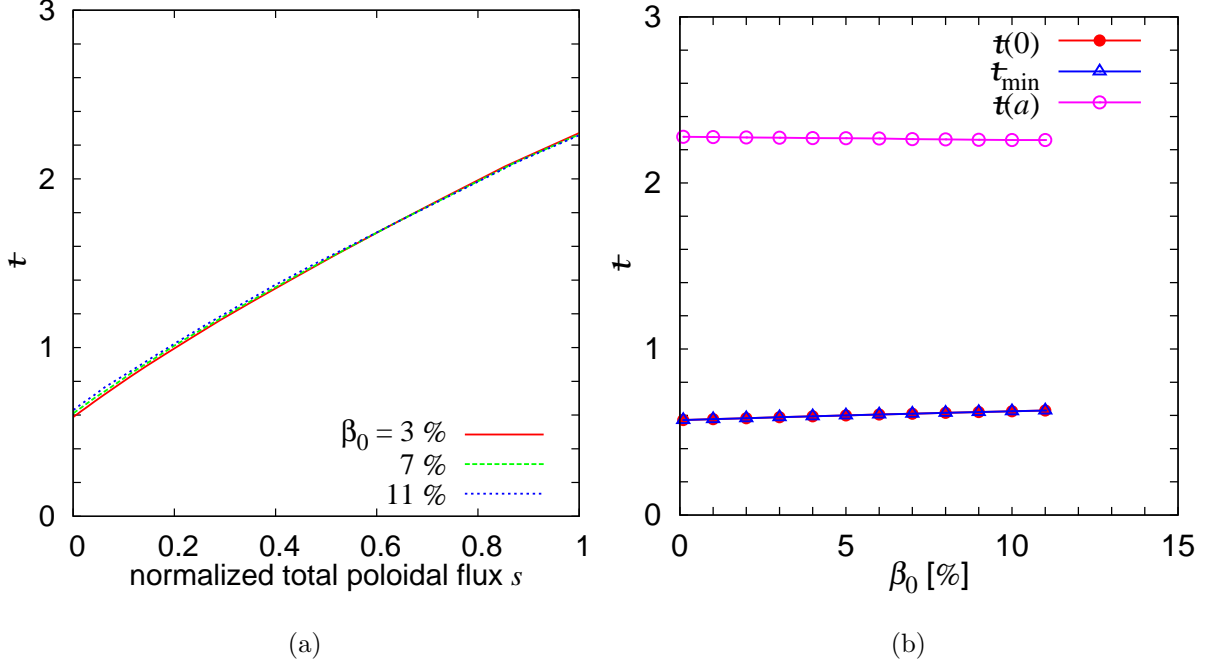 3
2
1
0
ƭ
β0 = 3 %
7 %
11 %
0
0.2
0.4
0.6
0.8
1
normalized total poloidal flux s
(a)
3
2
1
0
ƭ
ƭ(0)
ƭmin
ƭ(a)
0
5
10
15
β0 [%]
(b)